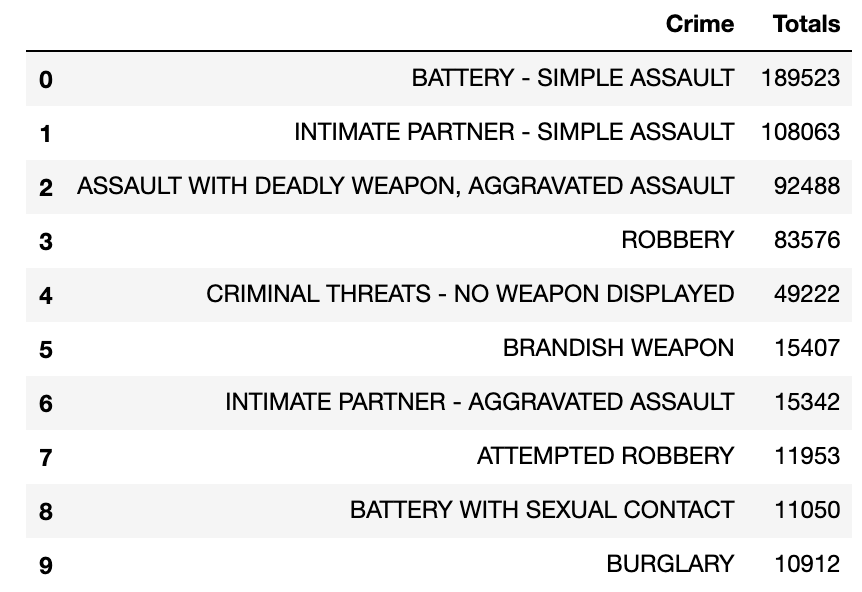 Crime Totals
0 BATTERY - SIMPLE ASSAULT 189523
1 INTIMATE PARTNER - SIMPLE ASSAULT 108063
2 ASSAULT WITH DEADLY WEAPON, AGGRAVATED ASSAULT 92488
3 ROBBERY 83576
4 CRIMINAL THREATS - NO WEAPON DISPLAYED 49222
5 BRANDISH WEAPON 15407
6 INTIMATE PARTNER - AGGRAVATED ASSAULT 15342
7 ATTEMPTED ROBBERY 11953
8 BATTERY WITH SEXUAL CONTACT 11050
9 BURGLARY 10912